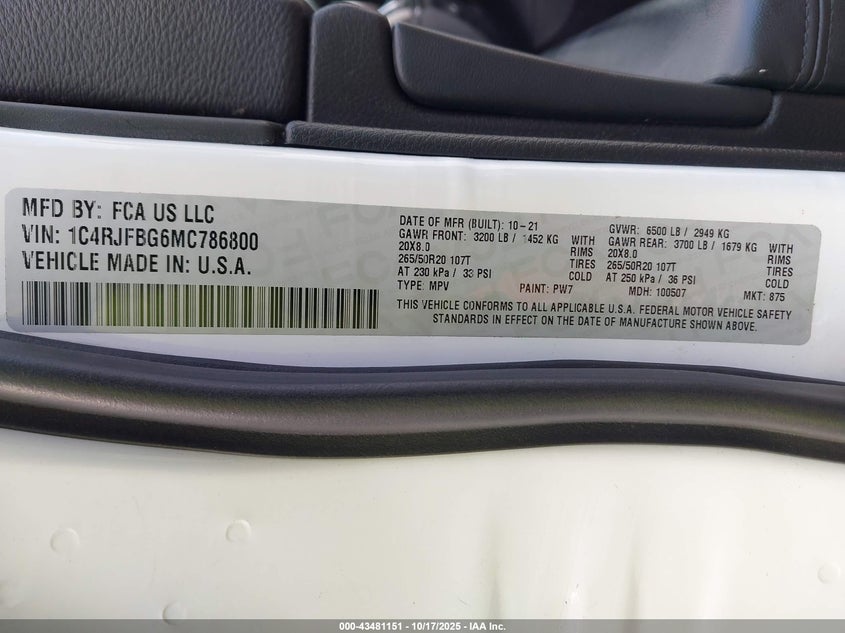 MFD BY: FCA US LLC
VIN: 1C4RJFBG6MC786800
VEHICLE MADE IN: U.S.A.
DATE OF MFR (BUILT): 10-21
GAWR FRONT: 3200 LB / 1452 KG WITH
20X8.0 RIMS
265/50R20 107T TIRES
AT 230 kPa / 33 PSI COLD
TYPE: MPV
PAINT: PW7
GVWR: 6500 LB / 2949 KG
GAWR REAR: 3700 LB / 1679 KG WITH
20X8.0 RIMS
265/50R20 107T TIRES
AT 250 kPa / 36 PSI COLD
MDH: 100507
MKT: 875
THIS VEHICLE CONFORMS TO ALL APPLICABLE U.S.A. FEDERAL MOTOR VEHICLE SAFETY
STANDARDS IN EFFECT ON THE DATE OF MANUFACTURE SHOWN ABOVE.
000-43481151 | 10/17/2025 - IAA Inc.